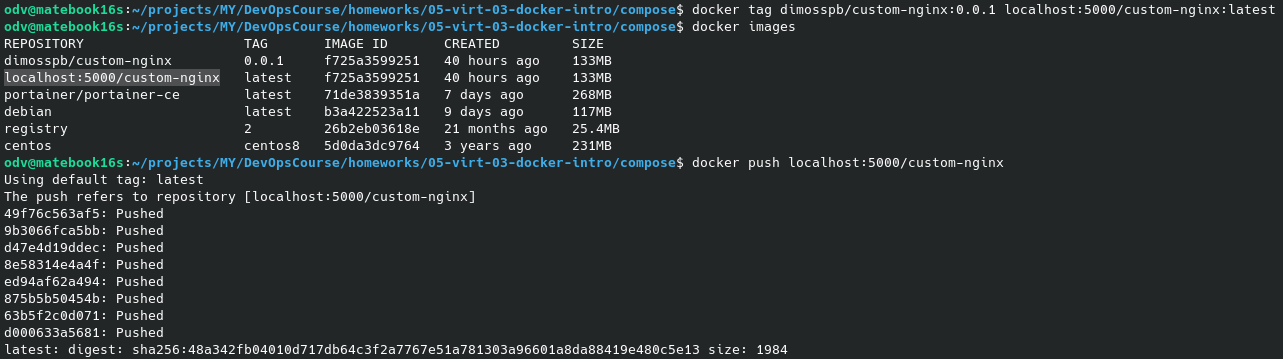 odv@matebook16s:~/projects/MY/DevOpsCourse/homeworks/05-virt-03-docker-intro/compose$ docker tag dimosspb/custom-nginx:0.0.1 localhost:5000/custom-nginx:latest
odv@matebook16s:~/projects/MY/DevOpsCourse/homeworks/05-virt-03-docker-intro/compose$ docker images
REPOSITORY                    TAG       IMAGE ID       CREATED         SIZE
dimosspb/custom-nginx         0.0.1     f725a3599251   40 hours ago    133MB
localhost:5000/custom-nginx   latest    f725a3599251   40 hours ago    133MB
portainer/portainer-ce        latest    71de3839351a   7 days ago      268MB
debian                        latest    b3a422523a11   9 days ago      117MB
registry                      2         26b2eb03618e   21 months ago   25.4MB
centos                        centos8   5d0da3dc9764   3 years ago     231MB
odv@matebook16s:~/projects/MY/DevOpsCourse/homeworks/05-virt-03-docker-intro/compose$ docker push localhost:5000/custom-nginx
Using default tag: latest
The push refers to repository [localhost:5000/custom-nginx]
49f76c563af5: Pushed
9b3066fca5bb: Pushed
d47e4d19ddec: Pushed
8e58314e4a4f: Pushed
ed94af62a494: Pushed
875b5b50454b: Pushed
63b5f2c0d071: Pushed
d000633a5681: Pushed
latest: digest: sha256:48a342fb04010d717db64c3f2a7767e51a781303a96601a8da88419e480c5e13 size: 1984